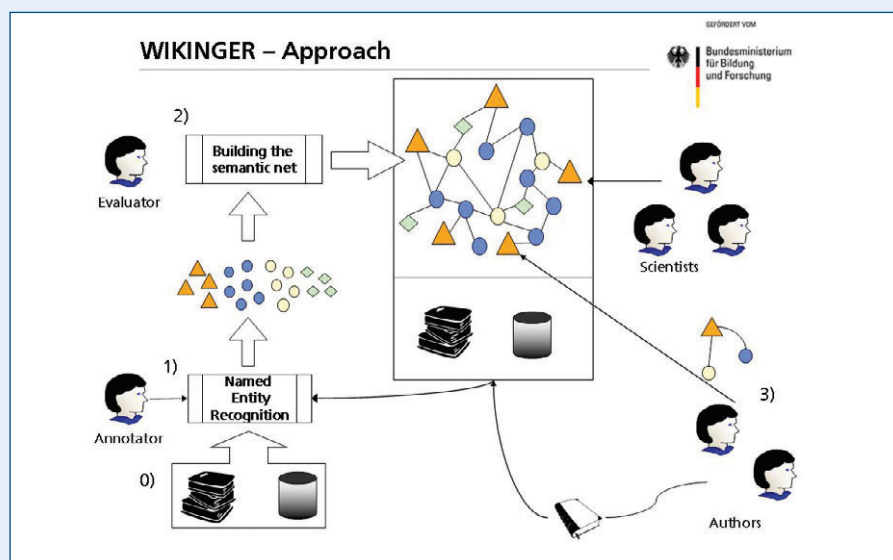 GEFÖRDERT VOM
WIKINGER – Approach
Bundesministerium
für Bildung
und Forschung
2)
Building the
semantic net
Evaluator
Scientists
1)
Named
Entity
Recognition
3)
Annotator
0)
Authors